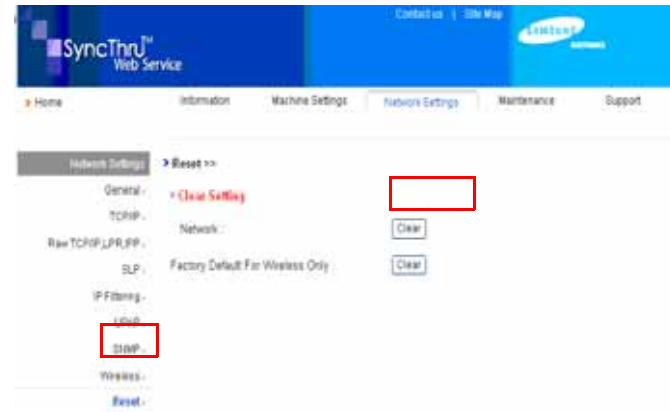 Contact us | Site Map
SAMSUNG
SyncThru™
Web Service
Home
Information
Machine Settings
Network Settings
Maintenance
Support
Network Settings
General
TCP/IP
Raw TCP/IP,LPR,IPP
SLP
IP Filtering
UPnP
SNMP
Wireless
Reset
Reset >>
Clear Setting
Network :
Clear
Factory Default For Wireless Only
Clear